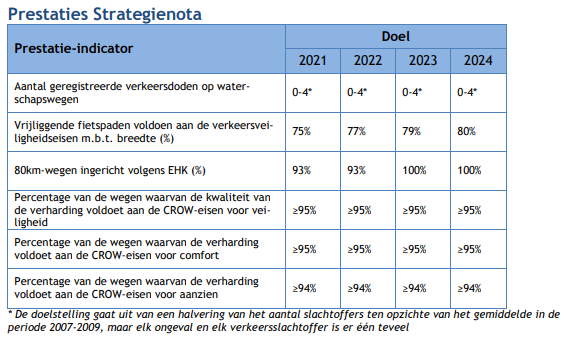 Prestaties Strategienota
Prestatie-indicator
Doel
2021 2022 2023 2024
Aantal geregistreerde verkeersdoden op water-
schapswegen
0-4* 0-4* 0-4* 0-4*
Vrijliggende fietspaden voldoen aan de verkeersvei-
ligheidseisen m.b.t. breedte (%)
75% 77% 79% 80%
80km-wegen ingericht volgens EHK (%) 93% 93% 100% 100%
Percentage van de wegen waarvan de kwaliteit van
de verharding voldoet aan de CROW-eisen voor vei-
ligheid
≥95% ≥95% ≥95% ≥95%
Percentage van de wegen waarvan de verharding
voldoet aan de CROW-eisen voor comfort
≥95% ≥95% ≥95% ≥95%
Percentage van de wegen waarvan de verharding
voldoet aan de CROW-eisen voor aanzien
≥94% ≥94% ≥94% ≥94%
* De doelstelling gaat uit van een halvering van het aantal slachtoffers ten opzichte van het gemiddelde in de
periode 2007-2009, maar elk ongeval en elk verkeersslachtoffer is er één teveel